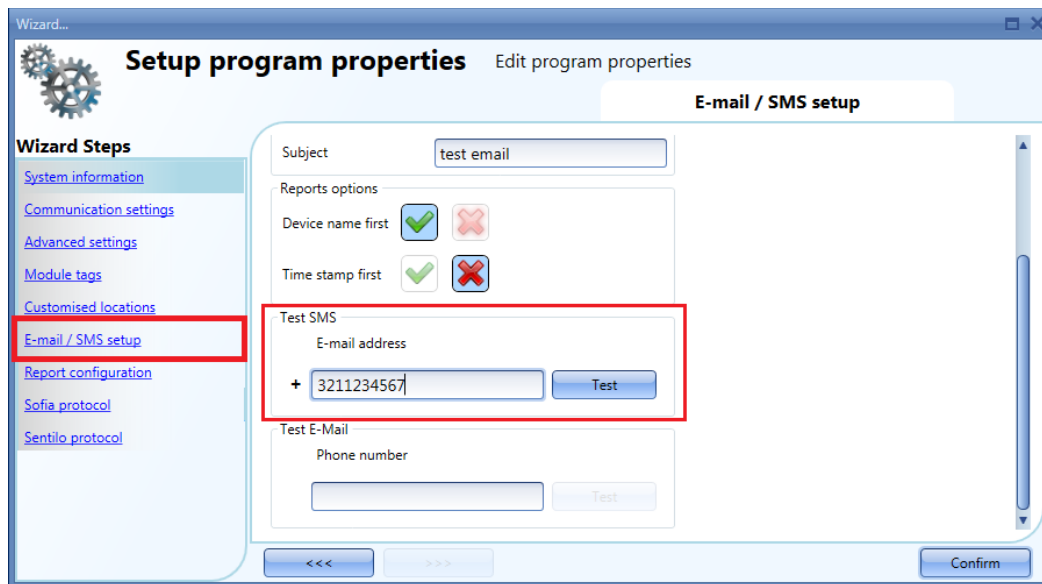 Wizard...
Setup program properties Edit program properties
E-mail / SMS setup
Wizard Steps
System information
Communication settings
Advanced settings
Module tags
Customised locations
E-mail / SMS setup
Report configuration
Sofia protocol
Sentilo protocol
Subject test email
Reports options
Device name first
Time stamp first
Test SMS
E-mail address
+ 3211234567 Test
Test E-Mail
Phone number
Test
<<< >>> Confirm